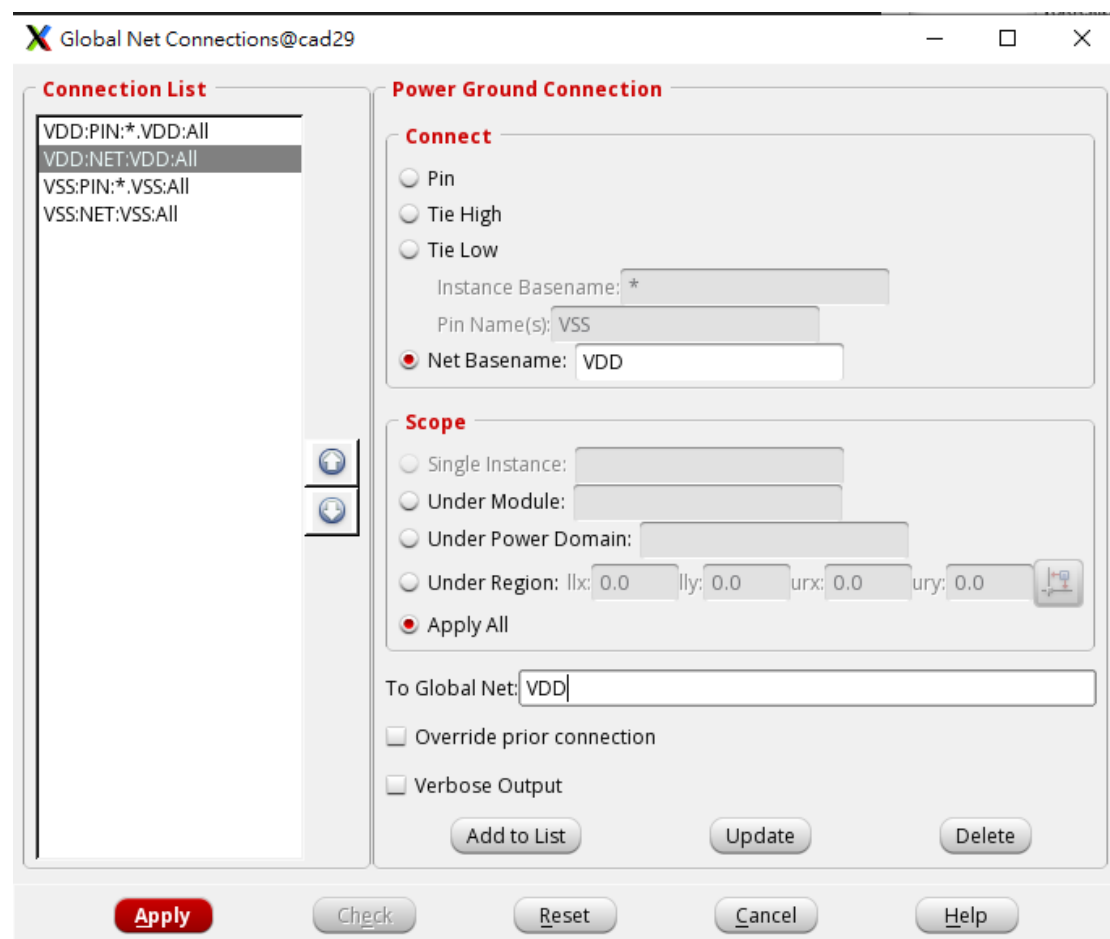 Global Net Connections@cad29
Connection List
VDD:PIN:*.VDD:All
VDD:NET:VDD:All
VSS:PIN:*.VSS:All
VSS:NET:VSS:All
Power Ground Connection
Connect
Pin
Tie High
Tie Low
Instance Basename: *
Pin Name(s): VSS
Net Basename: VDD
Scope
Single Instance:
Under Module:
Under Power Domain:
Under Region: llx: 0.0 lly: 0.0 urx: 0.0 ury: 0.0
Apply All
To Global Net: VDD
Override prior connection
Verbose Output
Add to List Update Delete
Apply Check Reset Cancel Help